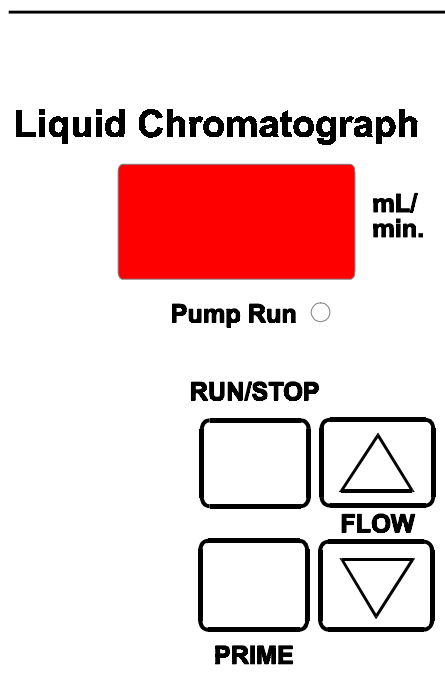 Liquid Chromatograph
mL/
min.
Pump Run
RUN/STOP
FLOW
PRIME